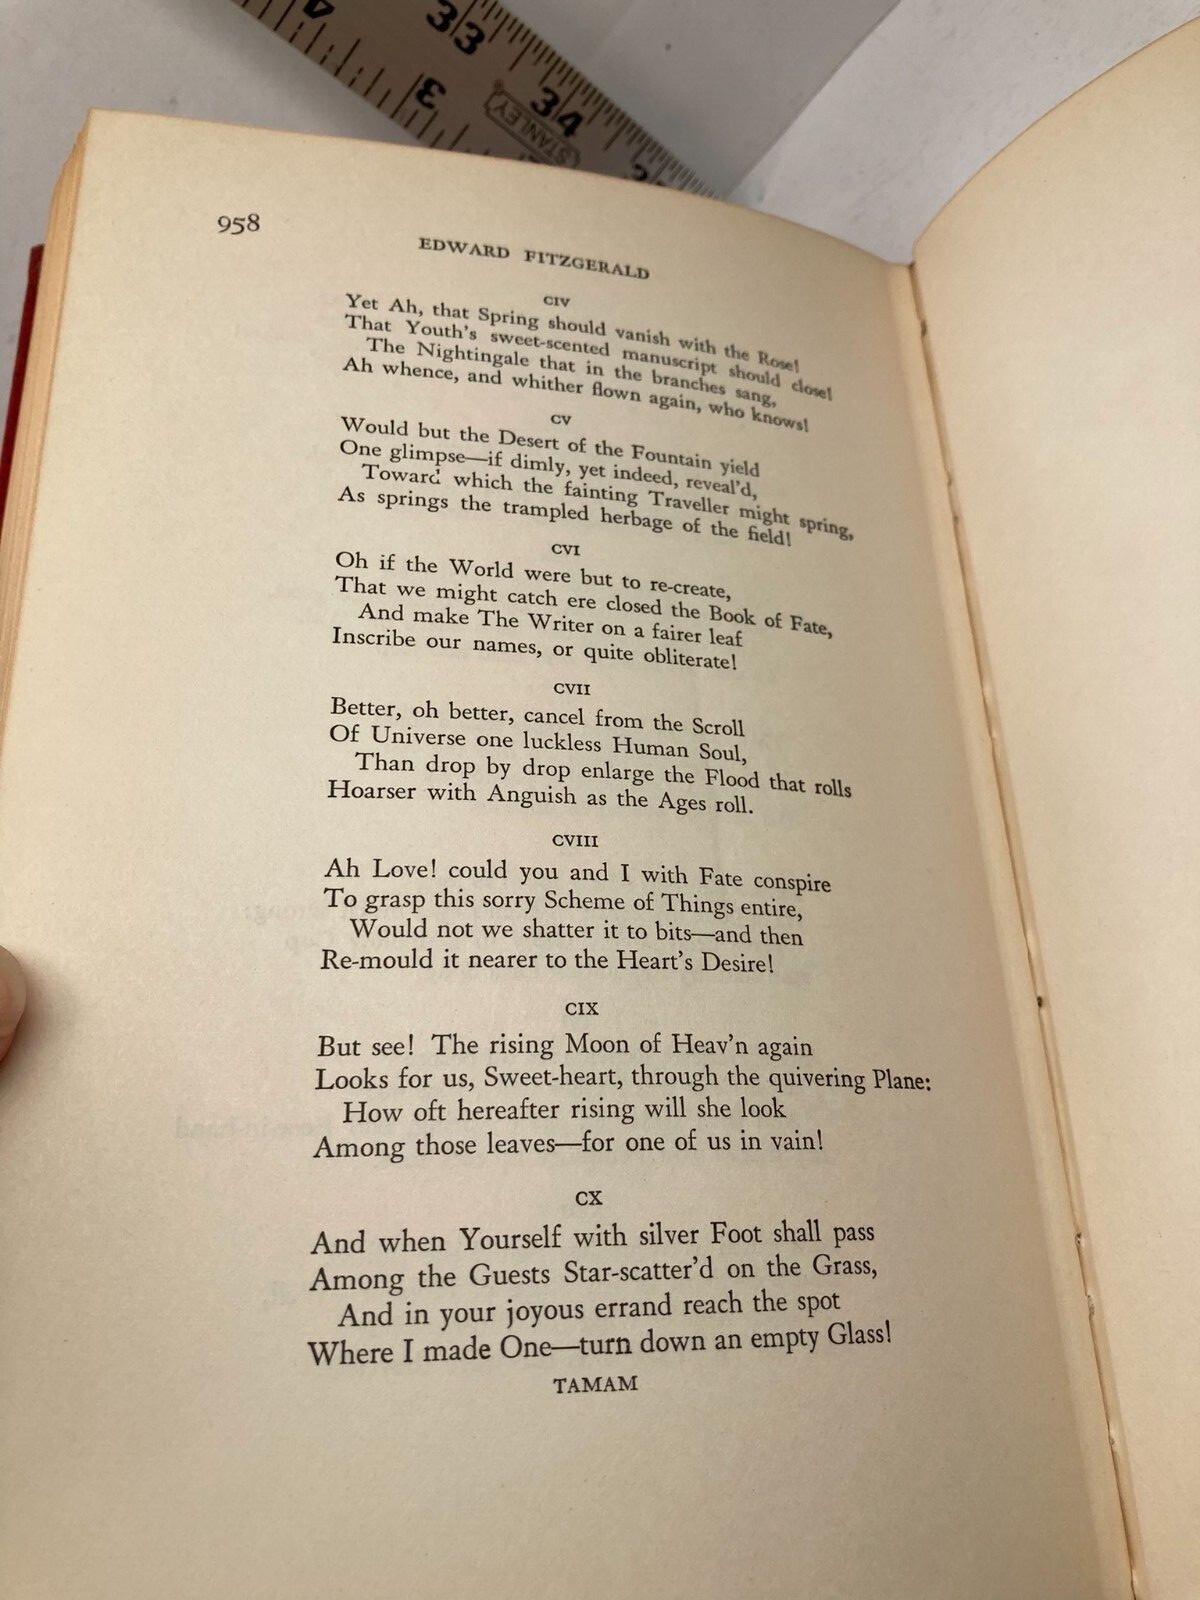 33
3
34
STANLEY
958
EDWARD FITZGERALD
CIV
Yet Ah, that Spring should vanish with the Rose!
That Youth's sweet-scented manuscript should close!
The Nightingale that in the branches sang,
Ah whence, and whither flown again, who knows!
CV
Would but the Desert of the Fountain yield
One glimpse—if dimly, yet indeed, reveal'd,
Toward which the fainting Traveller might spring,
As springs the trampled herbage of the field!
CVI
Oh if the World were but to re-create,
That we might catch ere closed the Book of Fate,
And make The Writer on a fairer leaf
Inscribe our names, or quite obliterate!
CVII
Better, oh better, cancel from the Scroll
Of Universe one luckless Human Soul,
Than drop by drop enlarge the Flood that rolls
Hoarser with Anguish as the Ages roll.
CVIII
Ah Love! could you and I with Fate conspire
To grasp this sorry Scheme of Things entire,
Would not we shatter it to bits—and then
Re-mould it nearer to the Heart's Desire!
CIX
But see! The rising Moon of Heav'n again
Looks for us, Sweet-heart, through the quivering Plane:
How oft hereafter rising will she look
Among those leaves—for one of us in vain!
CX
And when Yourself with silver Foot shall pass
Among the Guests Star-scatter'd on the Grass,
And in your joyous errand reach the spot
Where I made One—turn down an empty Glass!
TAMAM